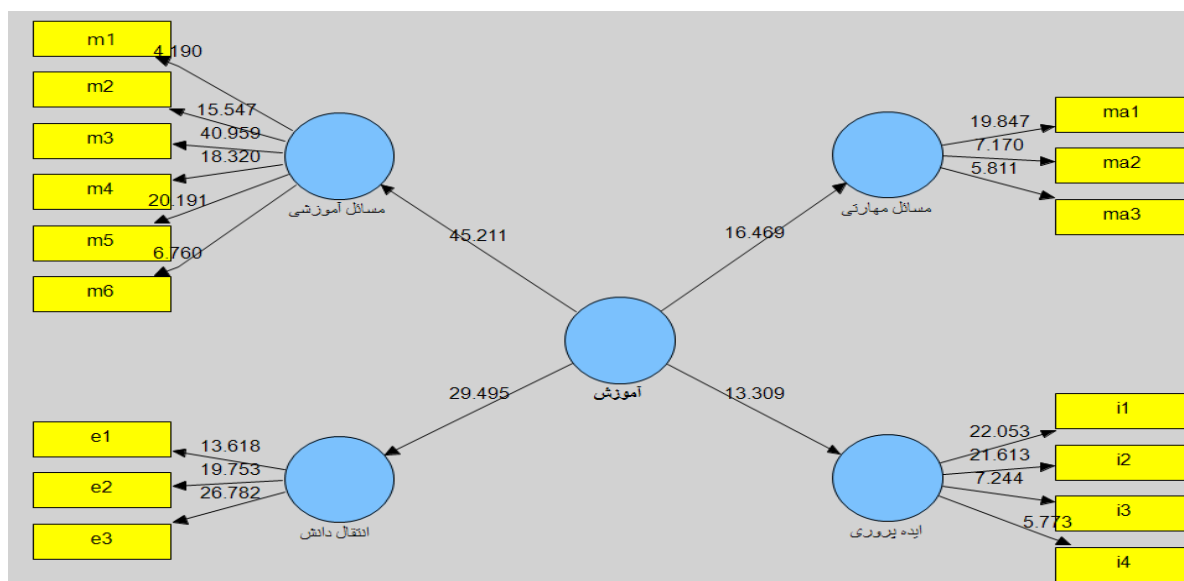 m1
4.190
m2
15.547
m3
40.959
18.320
m4
20.191
m5
6.760
m6
مسائل آموزشی
45.211
ma1
19.847
7.170
ma2
5.811
ma3
مسائل مهارتی
16.469
آموزش
29.495
13.309
e1
13.618
19.753
e2
26.782
e3
انتقال دانش
i1
22.053
21.613
i2
7.244
i3
5.773
i4
ایده پروری